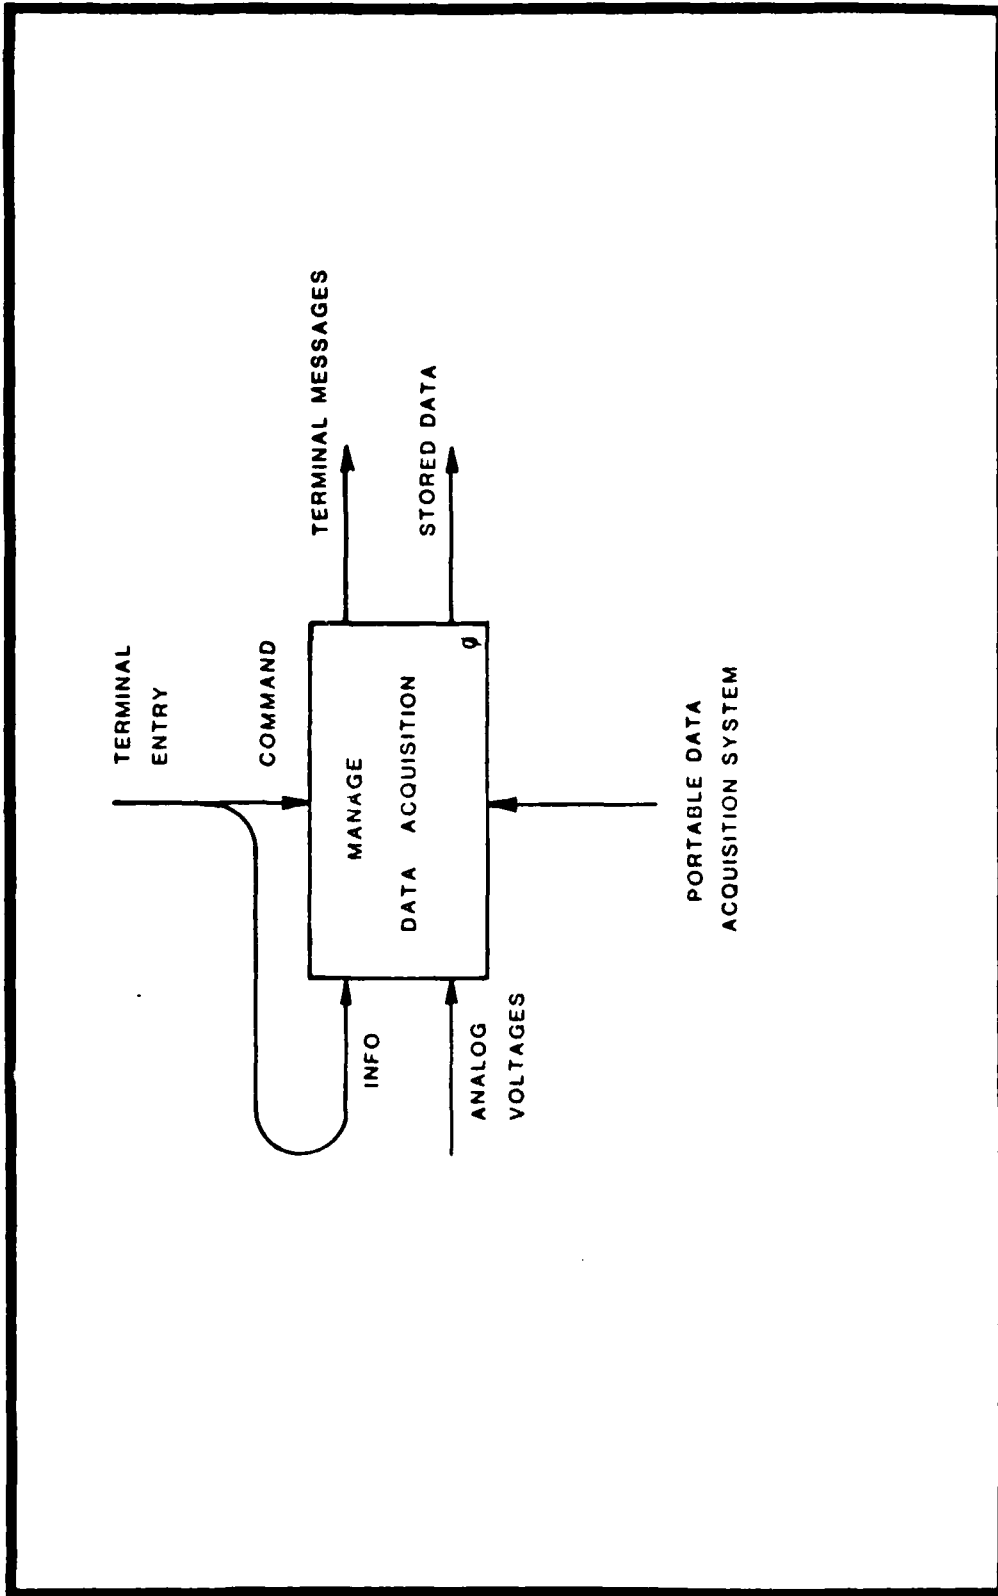 TERMINAL
ENTRY
COMMAND
TERMINAL MESSAGES
INFO
MANAGE
DATA ACQUISITION
STORED DATA
ANALOG
VOLTAGES
PORTABLE DATA
ACQUISITION SYSTEM